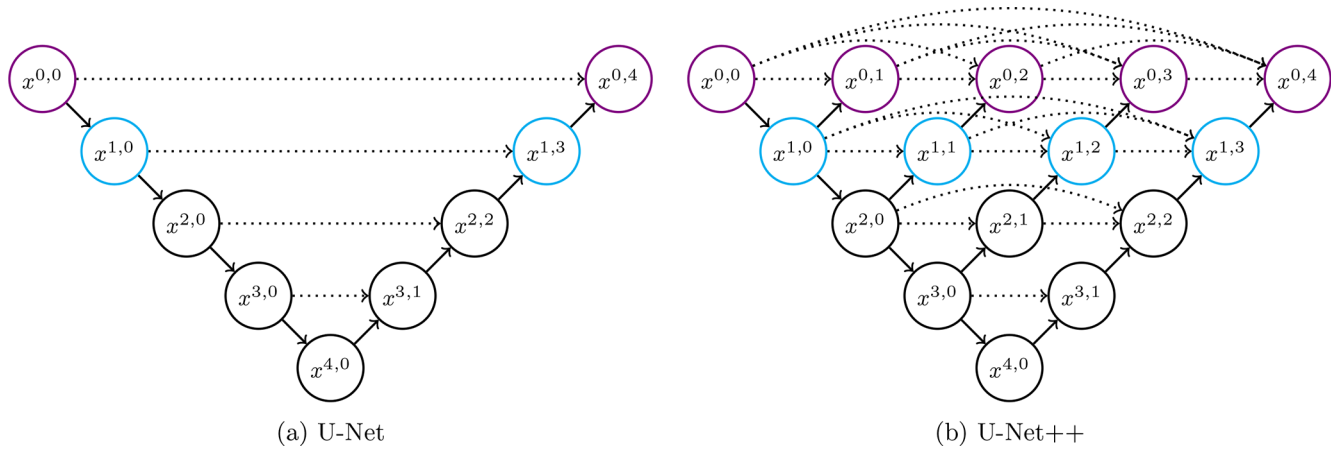 x^{0,0} x^{0,4} x^{0,0} x^{0,1} x^{0,2} x^{0,3} x^{0,4}
x^{1,0} x^{1,3} x^{1,0} x^{1,1} x^{1,2} x^{1,3}
x^{2,0} x^{2,2} x^{2,0} x^{2,1} x^{2,2}
x^{3,0} x^{3,1} x^{3,0} x^{3,1}
x^{4,0} x^{4,0}
(a) U-Net (b) U-Net++